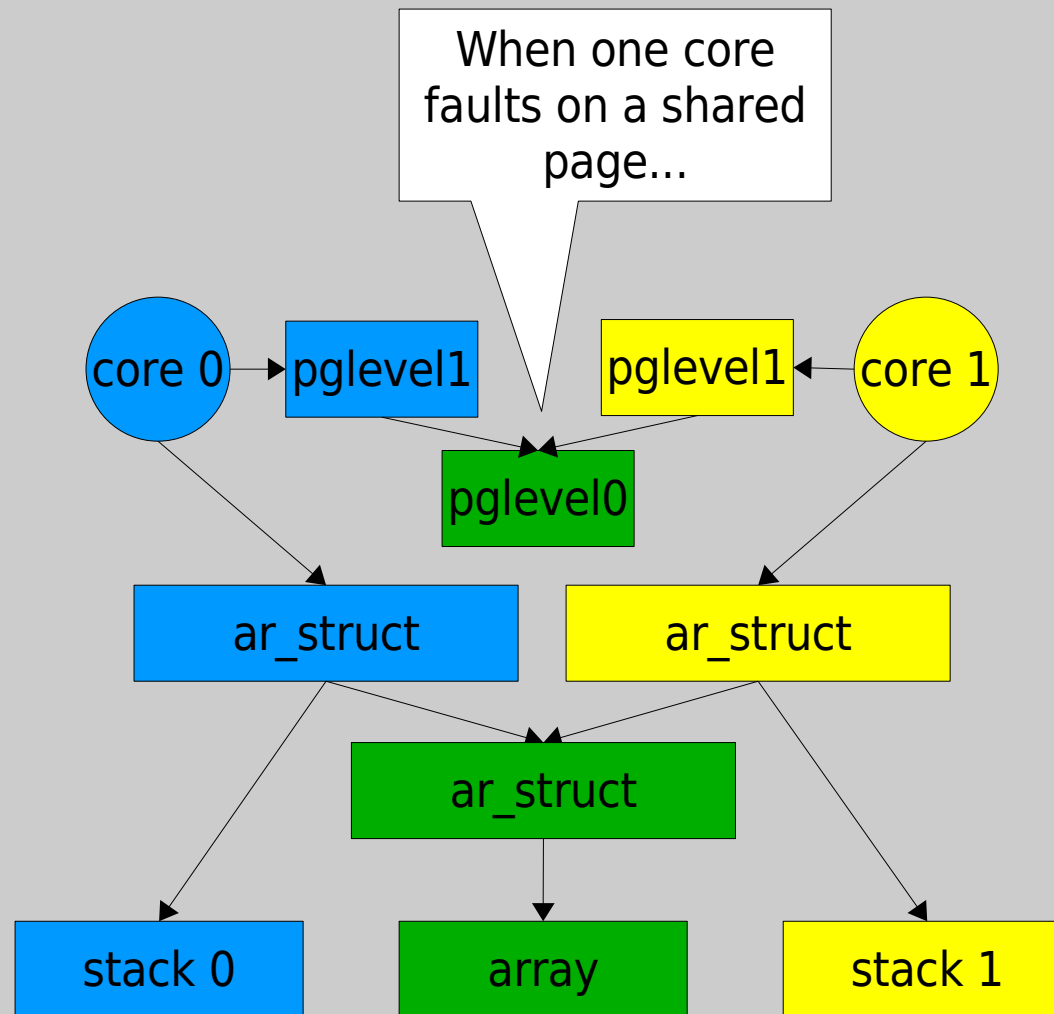 When one core
faults on a shared
page...
core 0
pglevel1
pglevel1
core 1
pglevel0
ar_struct
ar_struct
ar_struct
stack 0
array
stack 1